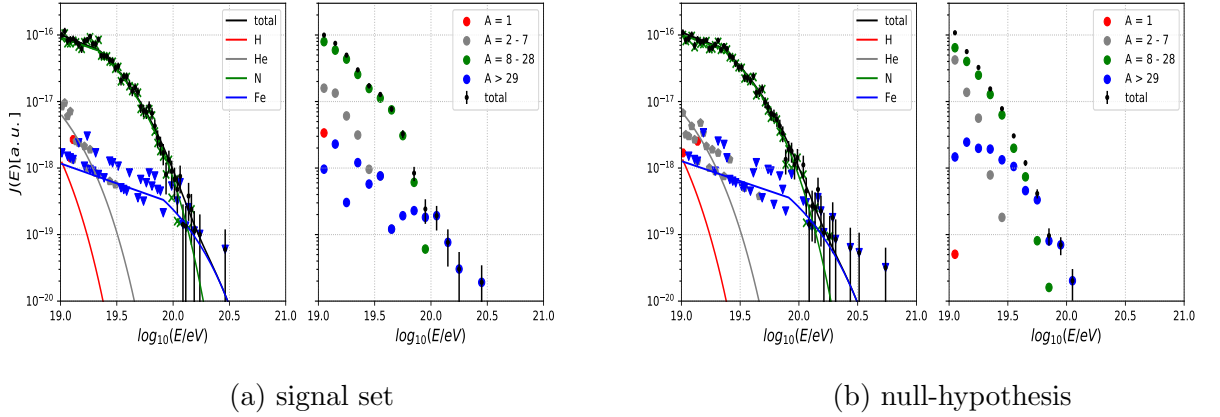 10⁻¹⁶
10⁻¹⁷
10⁻¹⁸
10⁻¹⁹
10⁻²⁰
J(E)[a.u.]
total
H
He
N
Fe
19.0 19.5 20.0 20.5 21.0
log₁₀(E/eV)
A = 1
A = 2 - 7
A = 8 - 28
A > 29
total
19.0 19.5 20.0 20.5 21.0
log₁₀(E/eV)
(a) signal set
10⁻¹⁶
10⁻¹⁷
10⁻¹⁸
10⁻¹⁹
10⁻²⁰
total
H
He
N
Fe
19.0 19.5 20.0 20.5 21.0
log₁₀(E/eV)
A = 1
A = 2 - 7
A = 8 - 28
A > 29
total
19.0 19.5 20.0 20.5 21.0
log₁₀(E/eV)
(b) null-hypothesis